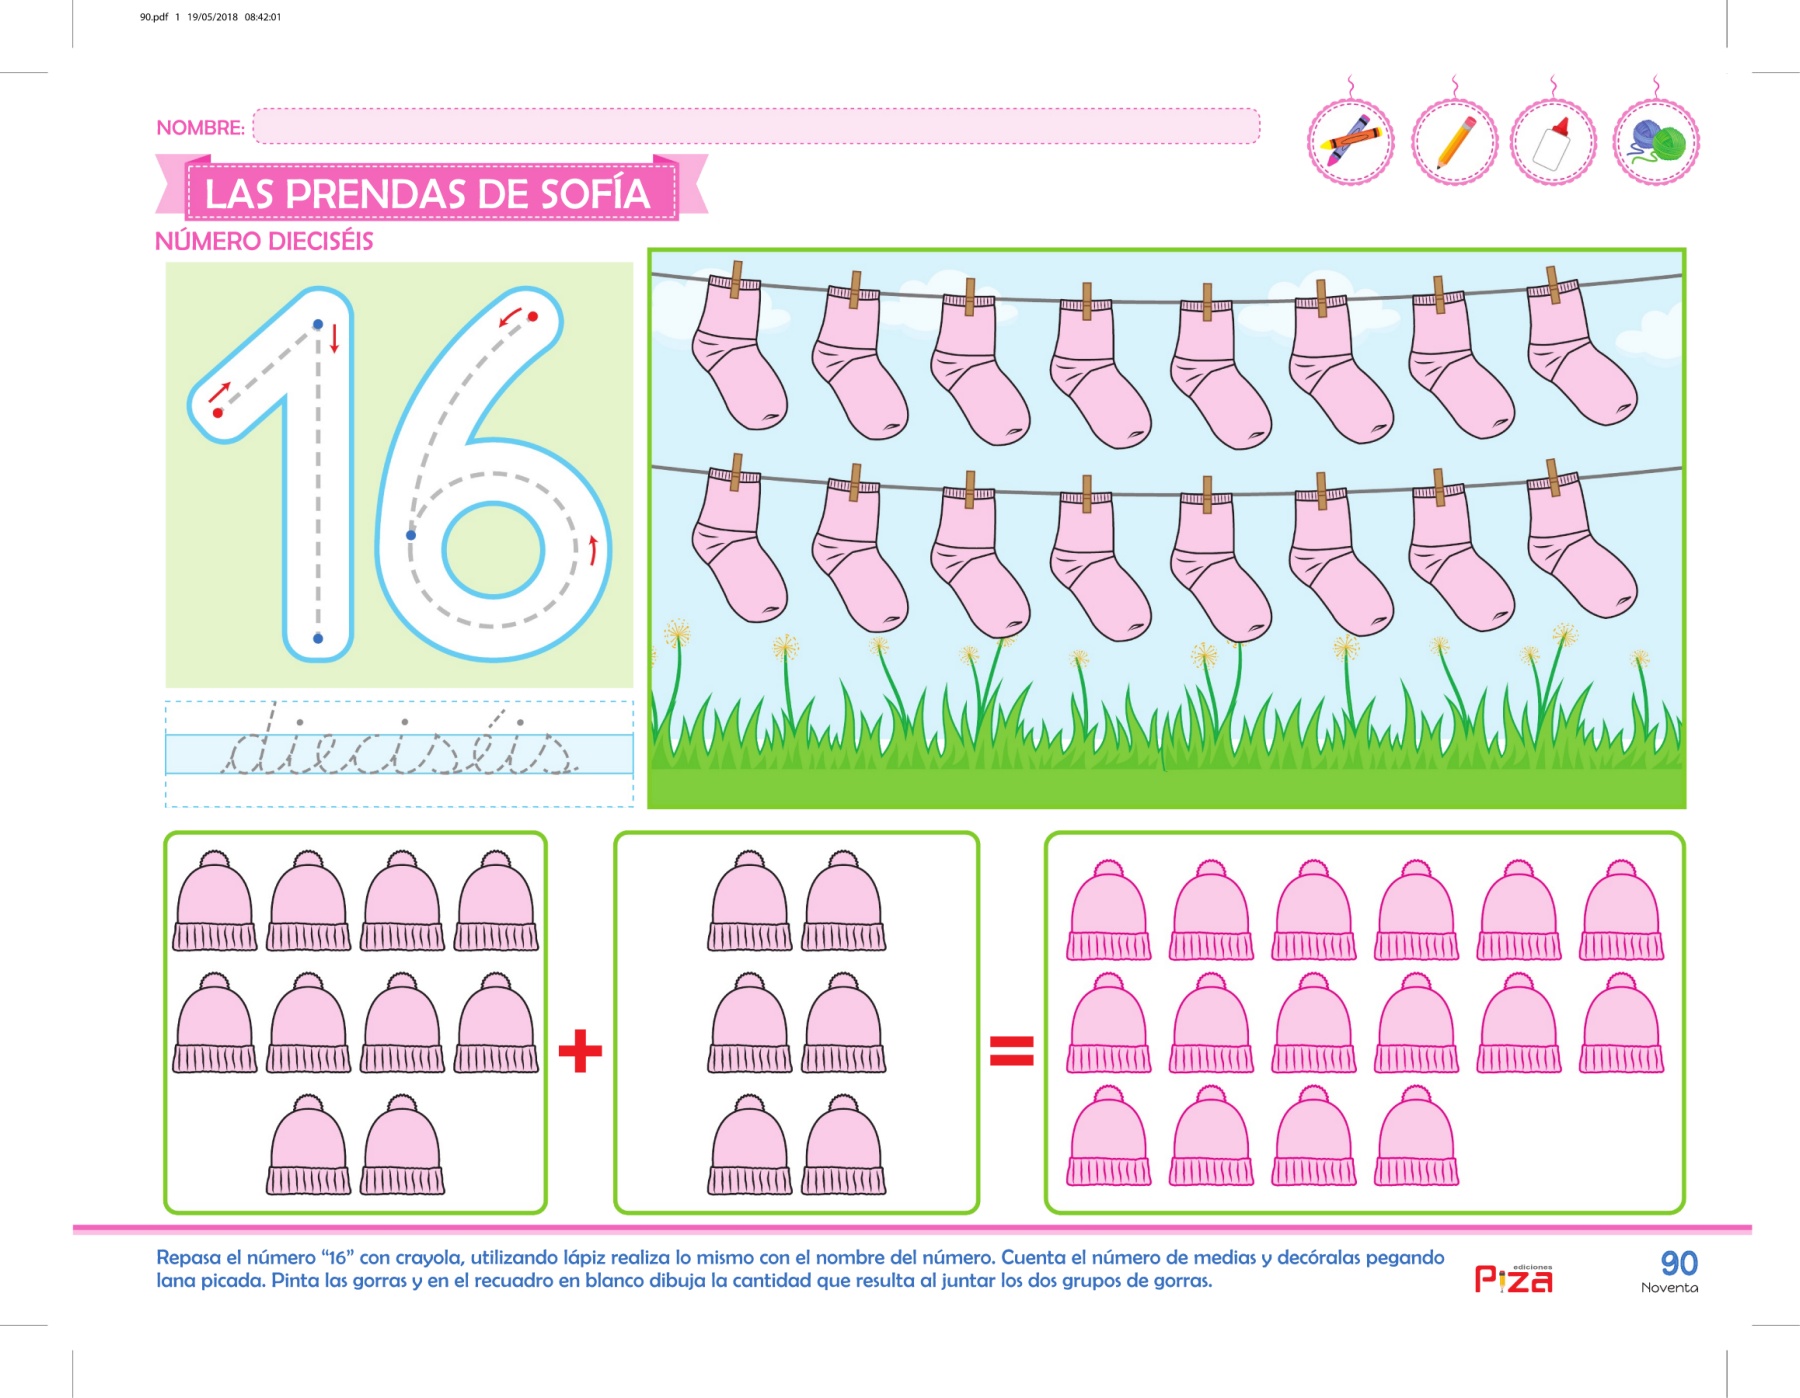 90.pdf 1 19/05/2018 08:42:01
NOMBRE:
LAS PRENDAS DE SOFÍA
NÚMERO DIECISÉIS
16
dieciséis
+
=
Repasa el número “16” con crayola, utilizando lápiz realiza lo mismo con el nombre del número. Cuenta el número de medias y decóralas pegando
lana picada. Pinta las gorras y en el recuadro en blanco dibuja la cantidad que resulta al juntar los dos grupos de gorras.
ediciones
Piza
90
Noventa